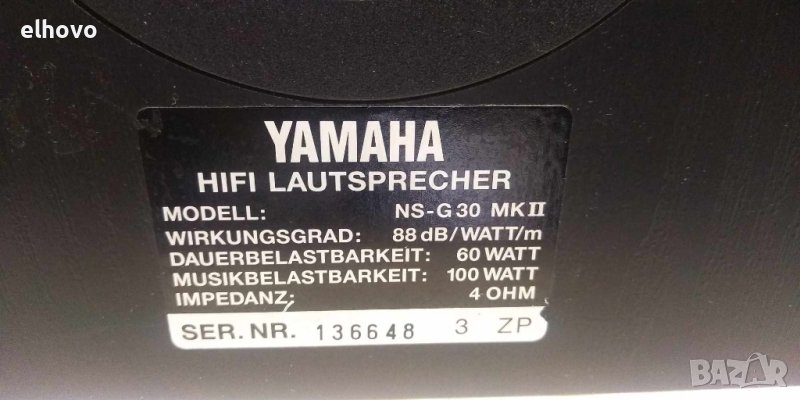 elhovo
YAMAHA
HIFI LAUTSPRECHER
MODELL: NS-G30 MKII
WIRKUNGSGRAD: 88 dB/WATT/m
DAUERBELASTBARKEIT: 60 WATT
MUSIKBELASTBARKEIT: 100 WATT
IMPEDANZ: 4 OHM
SER.NR. 136648 3 ZP
BAZAR